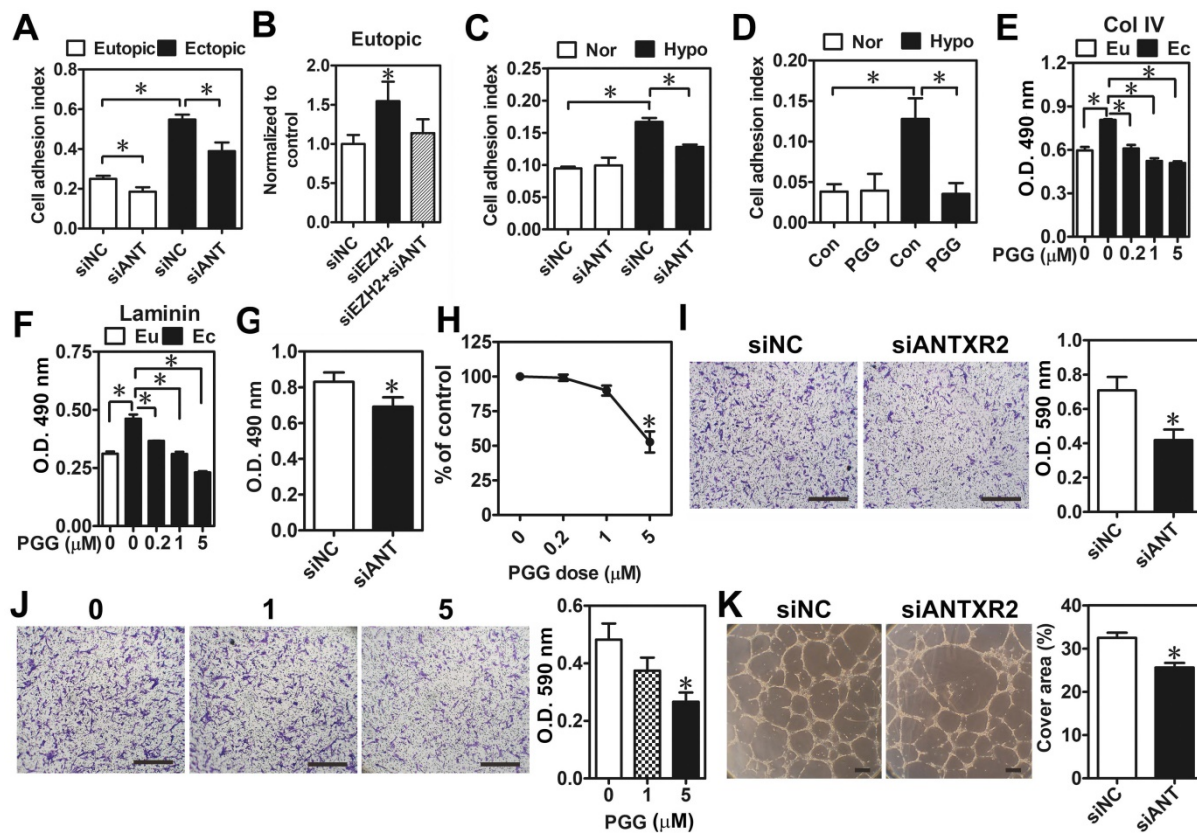 A
Eutopic Ectopic
Cell adhesion index
0.8
0.6
0.4
0.2
0.0
* * *
siNC siANT siNC siANT
B
Eutopic
Normalized to
control
2.0
1.5
1.0
0.5
0.0
*
siNC siEZH2 siEZH2+siANT
C
Nor Hypo
Cell adhesion index
0.25
0.20
0.15
0.10
0.05
0.00
* *
siNC siANT siNC siANT
D
Nor Hypo
Cell adhesion index
0.20
0.15
0.10
0.05
0.00
* *
Con PGG Con PGG
E
Col IV
Eu Ec
O.D. 490 nm
1.2
0.9
0.6
0.3
0.0
* * * *
0 0 0.2 1 5
PGG (μM)
F
Laminin
Eu Ec
O.D. 490 nm
0.75
0.50
0.25
0.00
* * * *
PGG (μM) 0 0 0.2 1 5
G
O.D. 490 nm
1.0
0.8
0.6
0.4
0.2
0.0
*
siNC siANT
H
% of control
125
100
75
50
25
0
*
0 0.2 1 5
PGG dose (μM)
I
siNC siANTXR2
O.D. 590 nm
1.0
0.8
0.6
0.4
0.2
0.0
*
siNC siANT
J
0 1 5
O.D. 590 nm
0.6
0.4
0.2
0.0
*
0 1 5
PGG (μM)
K
siNC siANTXR2
Cover area (%)
40
30
20
10
0
*
siNC siANT